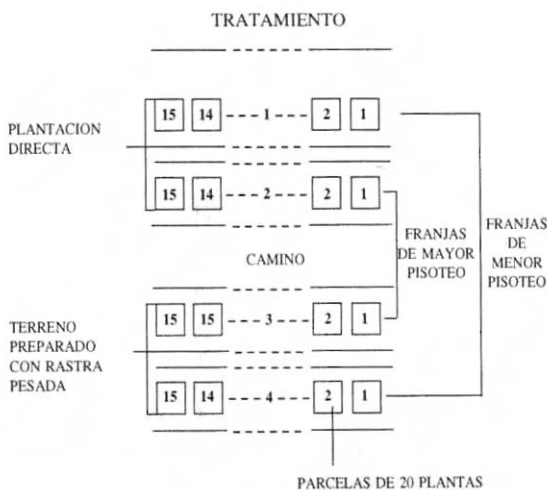 TRATAMIENTO
15 14 - - - - 1 - - - - 2 1
PLANTACION
DIRECTA
15 14 - - - - 2 - - - - 2 1
FRANJAS
DE MAYOR
PISOTEO
FRANJAS
DE
MENOR
PISOTEO
CAMINO
15 15 - - - - 3 - - - - 2 1
TERRENO
PREPARADO
CON RASTRA
PESADA
15 14 - - - - 4 - - - - 2 1
PARCELAS DE 20 PLANTAS